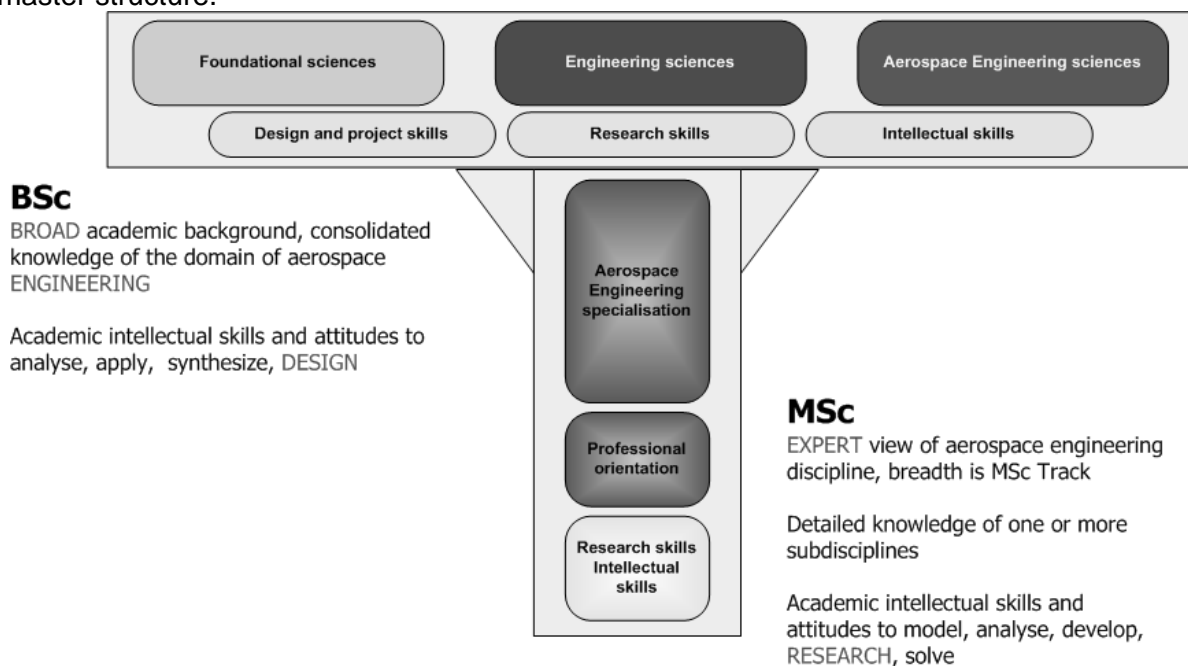 master structure.
Foundational sciences
Engineering sciences
Aerospace Engineering sciences
Design and project skills
Research skills
Intellectual skills
BSc
BROAD academic background, consolidated
knowledge of the domain of aerospace
ENGINEERING
Academic intellectual skills and attitudes to
analyse, apply, synthesize, DESIGN
Aerospace
Engineering
specialisation
Professional
orientation
Research skills
Intellectual
skills
MSc
EXPERT view of aerospace engineering
discipline, breadth is MSc Track
Detailed knowledge of one or more
subdisciplines
Academic intellectual skills and
attitudes to model, analyse, develop,
RESEARCH, solve